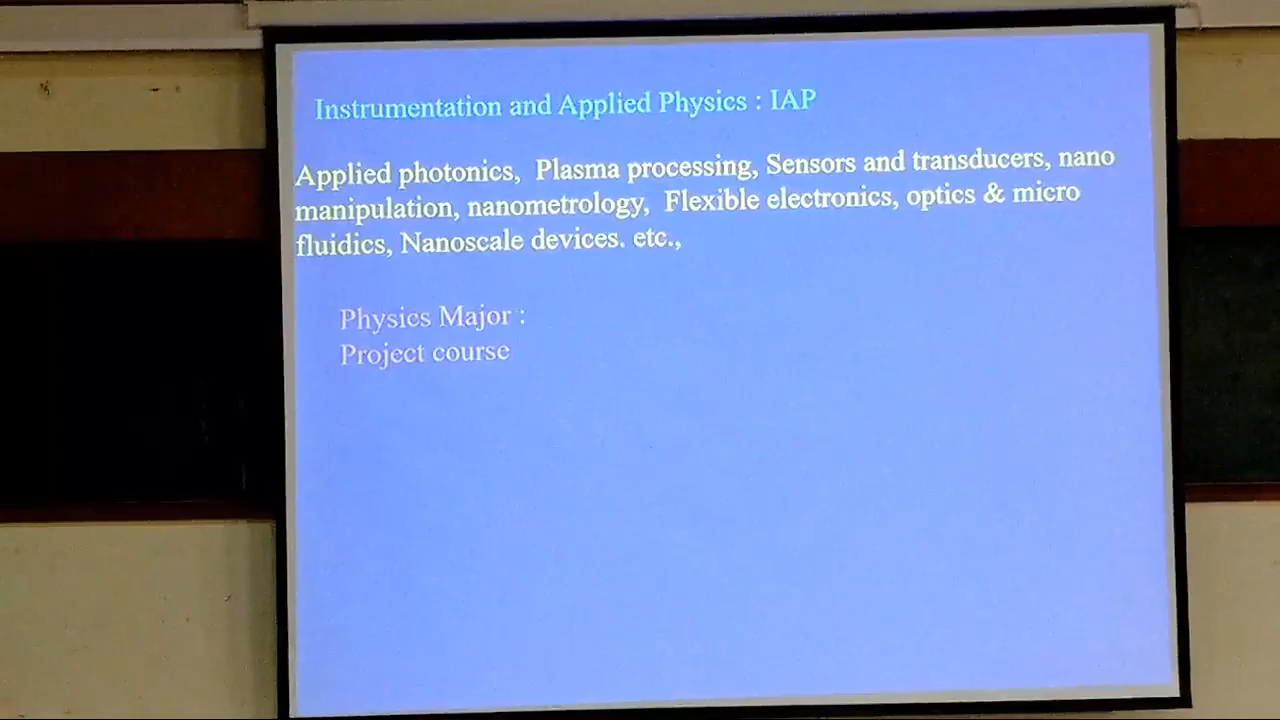 Instrumentation and Applied Physics : IAP
Applied photonics, Plasma processing, Sensors and transducers, nano
manipulation, nanometrology, Flexible electronics, optics & micro
fluidics, Nanoscale devices. etc.,
Physics Major :
Project course